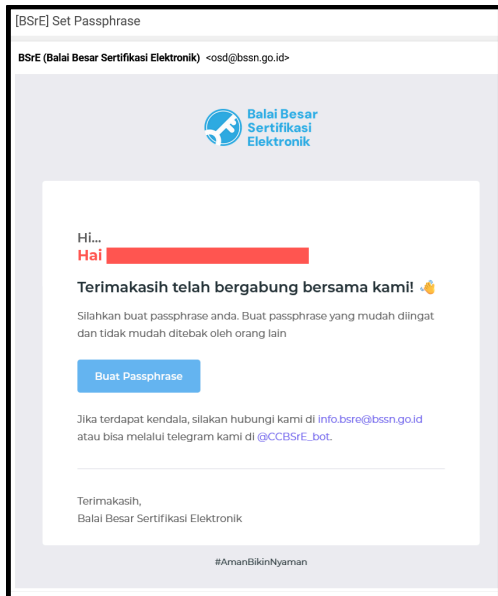 [BSrE] Set Passphrase
BSrE (Balai Besar Sertifikasi Elektronik) <osd@bssn.go.id>
Balai Besar
Sertifikasi
Elektronik
Hi...
Hai
Terimakasih telah bergabung bersama kami! 👋
Silahkan buat passphrase anda. Buat passphrase yang mudah diingat
dan tidak mudah ditebak oleh orang lain
Buat Passphrase
Jika terdapat kendala, silakan hubungi kami di info.bsre@bssn.go.id
atau bisa melalui telegram kami di @CCBSrE_bot.
Terimakasih,
Balai Besar Sertifikasi Elektronik
#AmanBikinNyaman